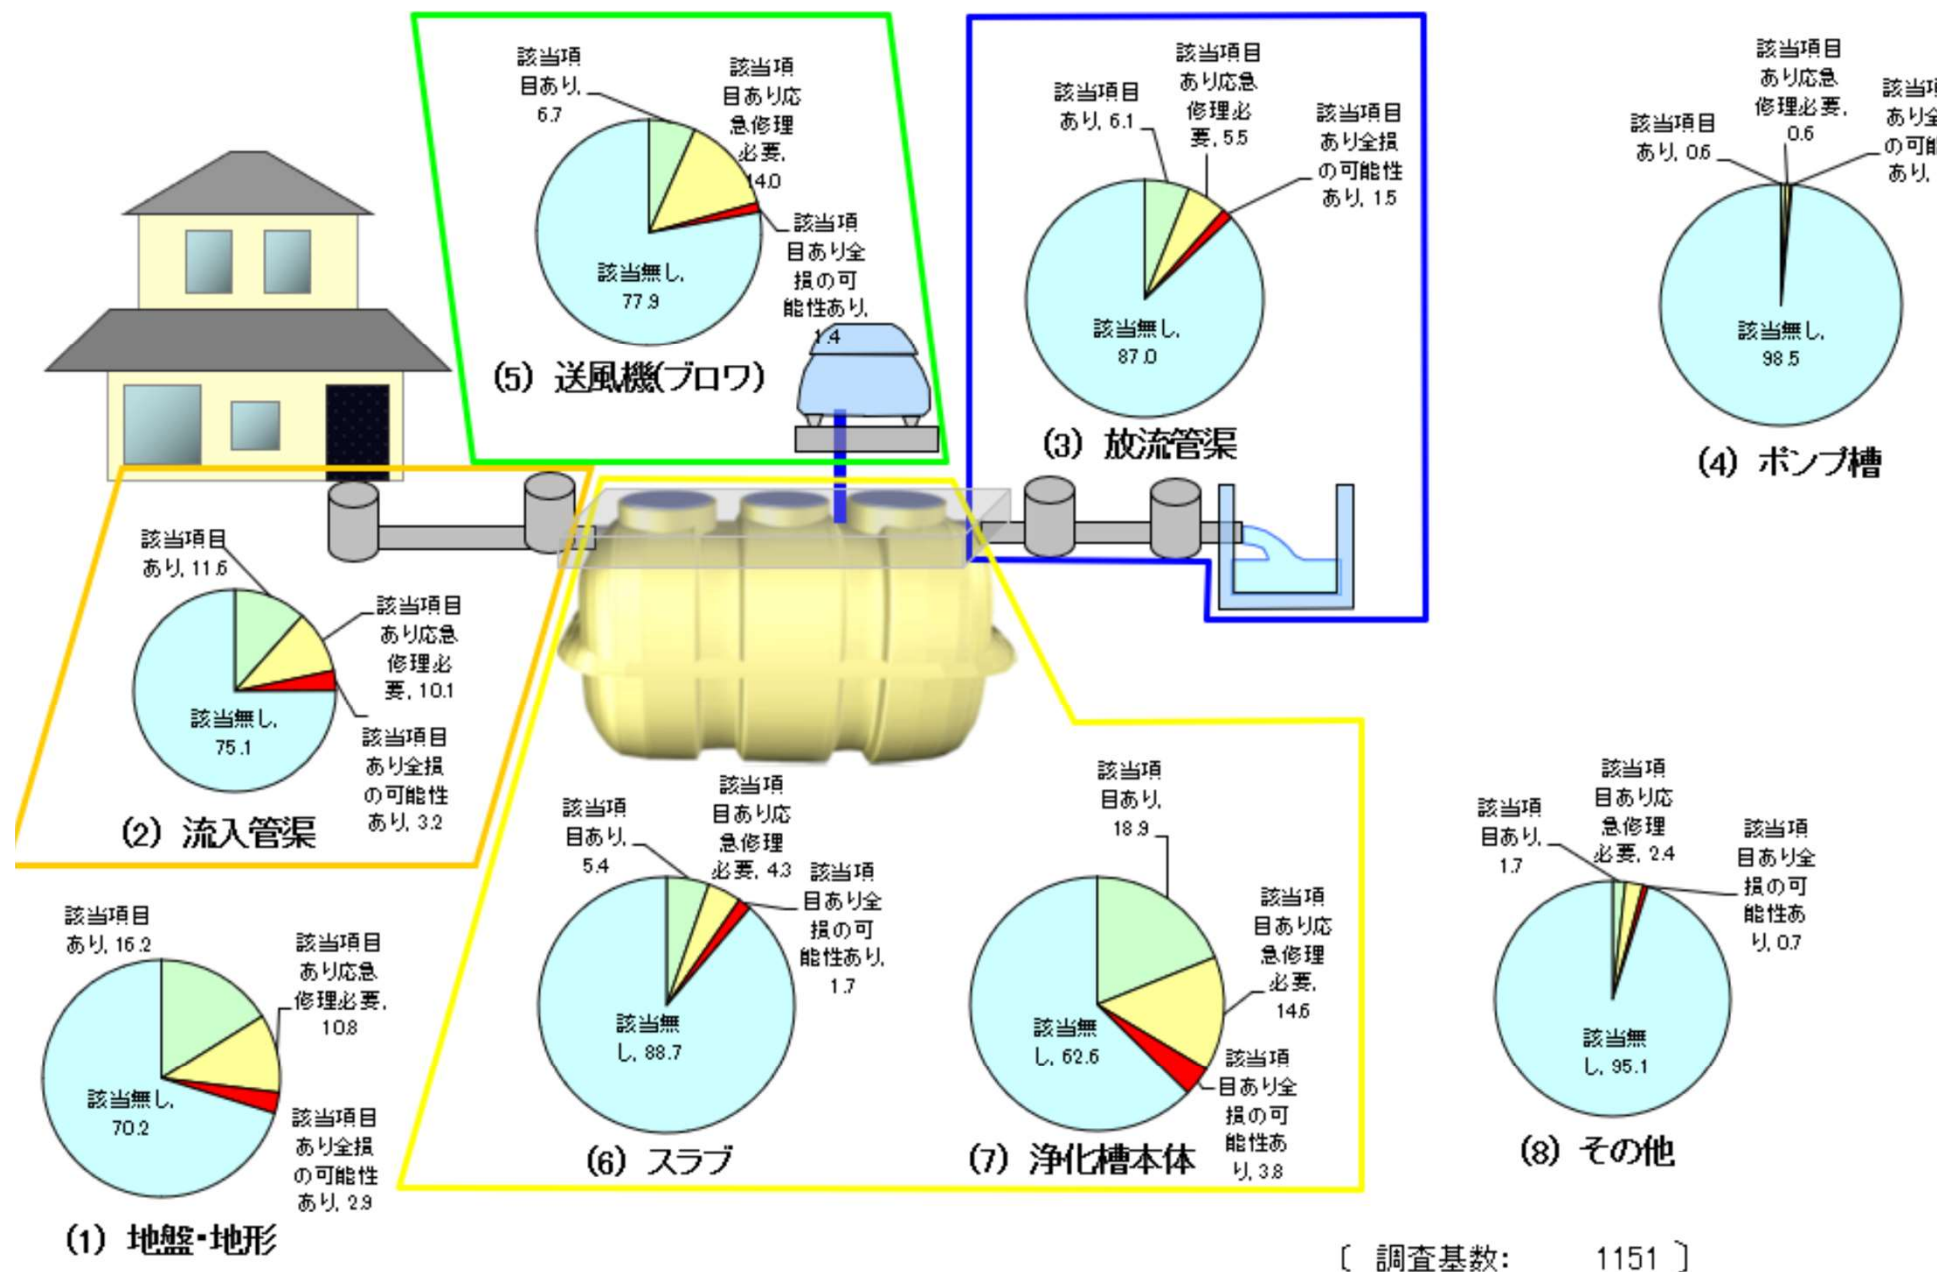 該当項
目あり,
6.7
該当項
目あり応
急修理
必要,
14.0
該当項
目あり全
損の可
能性あり,
1.4
該当無し,
77.9
(5) 送風機(ブロワ)
該当項目
あり, 6.1
該当項目
あり応急
修理必
要, 5.5
該当項目
あり全損
の可能性
あり, 1.5
該当無し,
87.0
(3) 放流管渠
該当項目
あり, 0.6
該当項目
あり応急
修理必要,
0.6
該当項
あり全
の可能
あり,
該当無し,
98.5
(4) ポンプ槽
該当項目
あり, 11.6
該当項目
あり応急
修理必
要, 10.1
該当項目
あり全損
の可能性
あり, 3.2
該当無し,
75.1
(2) 流入管渠
該当項目
あり, 16.2
該当項目
あり応急
修理必要,
10.8
該当項目
あり全損
の可能性
あり, 2.9
該当無し,
70.2
(1) 地盤・地形
該当項
目あり,
5.4
該当項
目あり応
急修理
必要, 4.3
該当項
目あり全
損の可
能性あり,
1.7
該当無
し, 88.7
(6) スラブ
該当項
目あり,
18.9
該当項
目あり応
急修理
必要,
14.6
該当項
目あり全
損の可
能性あ
り, 3.8
該当無
し, 62.6
(7) 浄化槽本体
該当項
目あり,
1.7
該当項
目あり応
急修理
必要, 2.4
該当項
目あり全
損の可
能性あ
り, 0.7
該当無
し, 95.1
(8) その他
〔 調査基数: 1151 〕